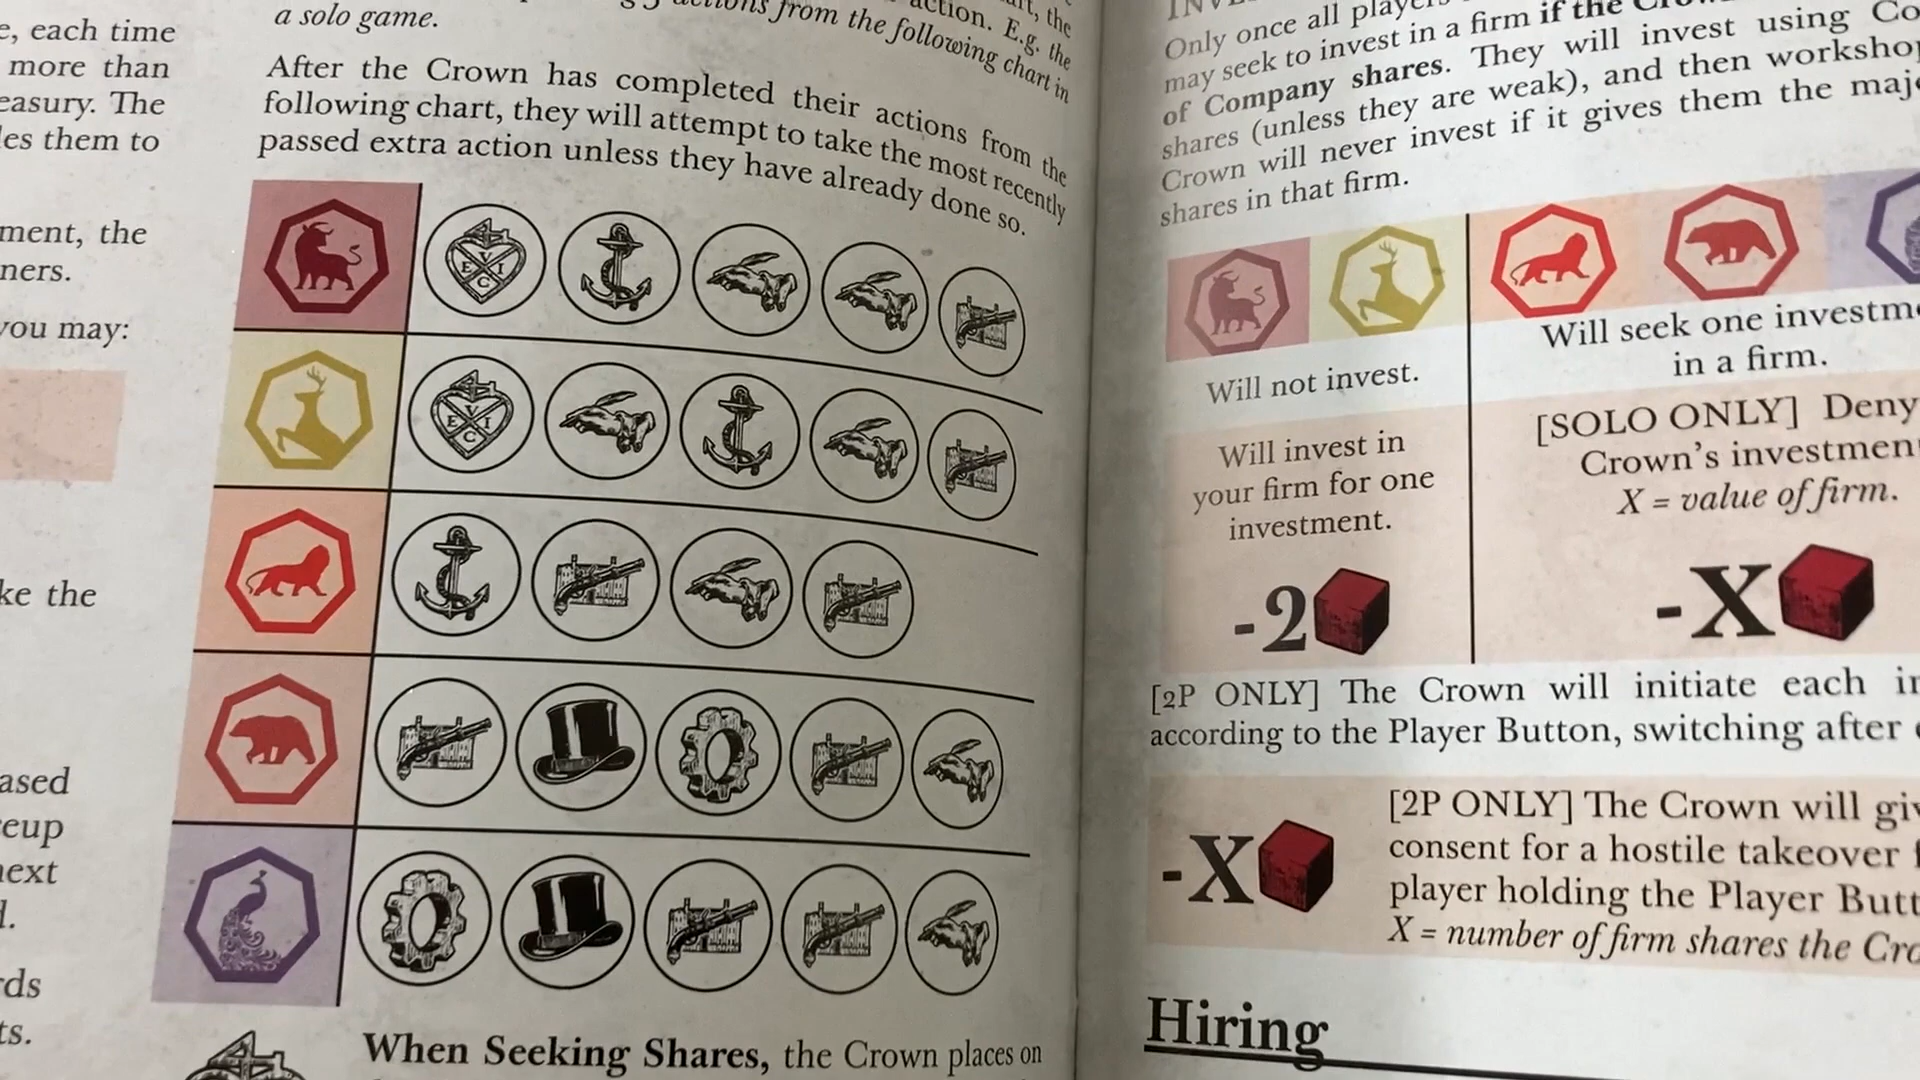 e, each time
more than
easury. The
les them to
ment, the
ners.
you may:
ke the
ased
eup
next
d.
rds
ts.
action. E.g. the
actions from the following chart in
a solo game.
After the Crown has completed their actions from the
following chart, they will attempt to take the most recently
passed extra action unless they have already done so.
V
E I
C
V
E I
C
When Seeking Shares, the Crown places on
Only once all players
may seek to invest in a firm if the
of Company shares. They will invest using Co
shares (unless they are weak), and then workshop
Crown will never invest if it gives them the maj
shares in that firm.
Will not invest.
Will seek one investm
in a firm.
Will invest in
your firm for one
investment.
-2
[SOLO ONLY] Deny
Crown's investment
X = value of firm.
-X
[2P ONLY] The Crown will initiate each in
according to the Player Button, switching after
-X
[2P ONLY] The Crown will giv
consent for a hostile takeover
player holding the Player Butt
X = number of firm shares the Cro
Hiring